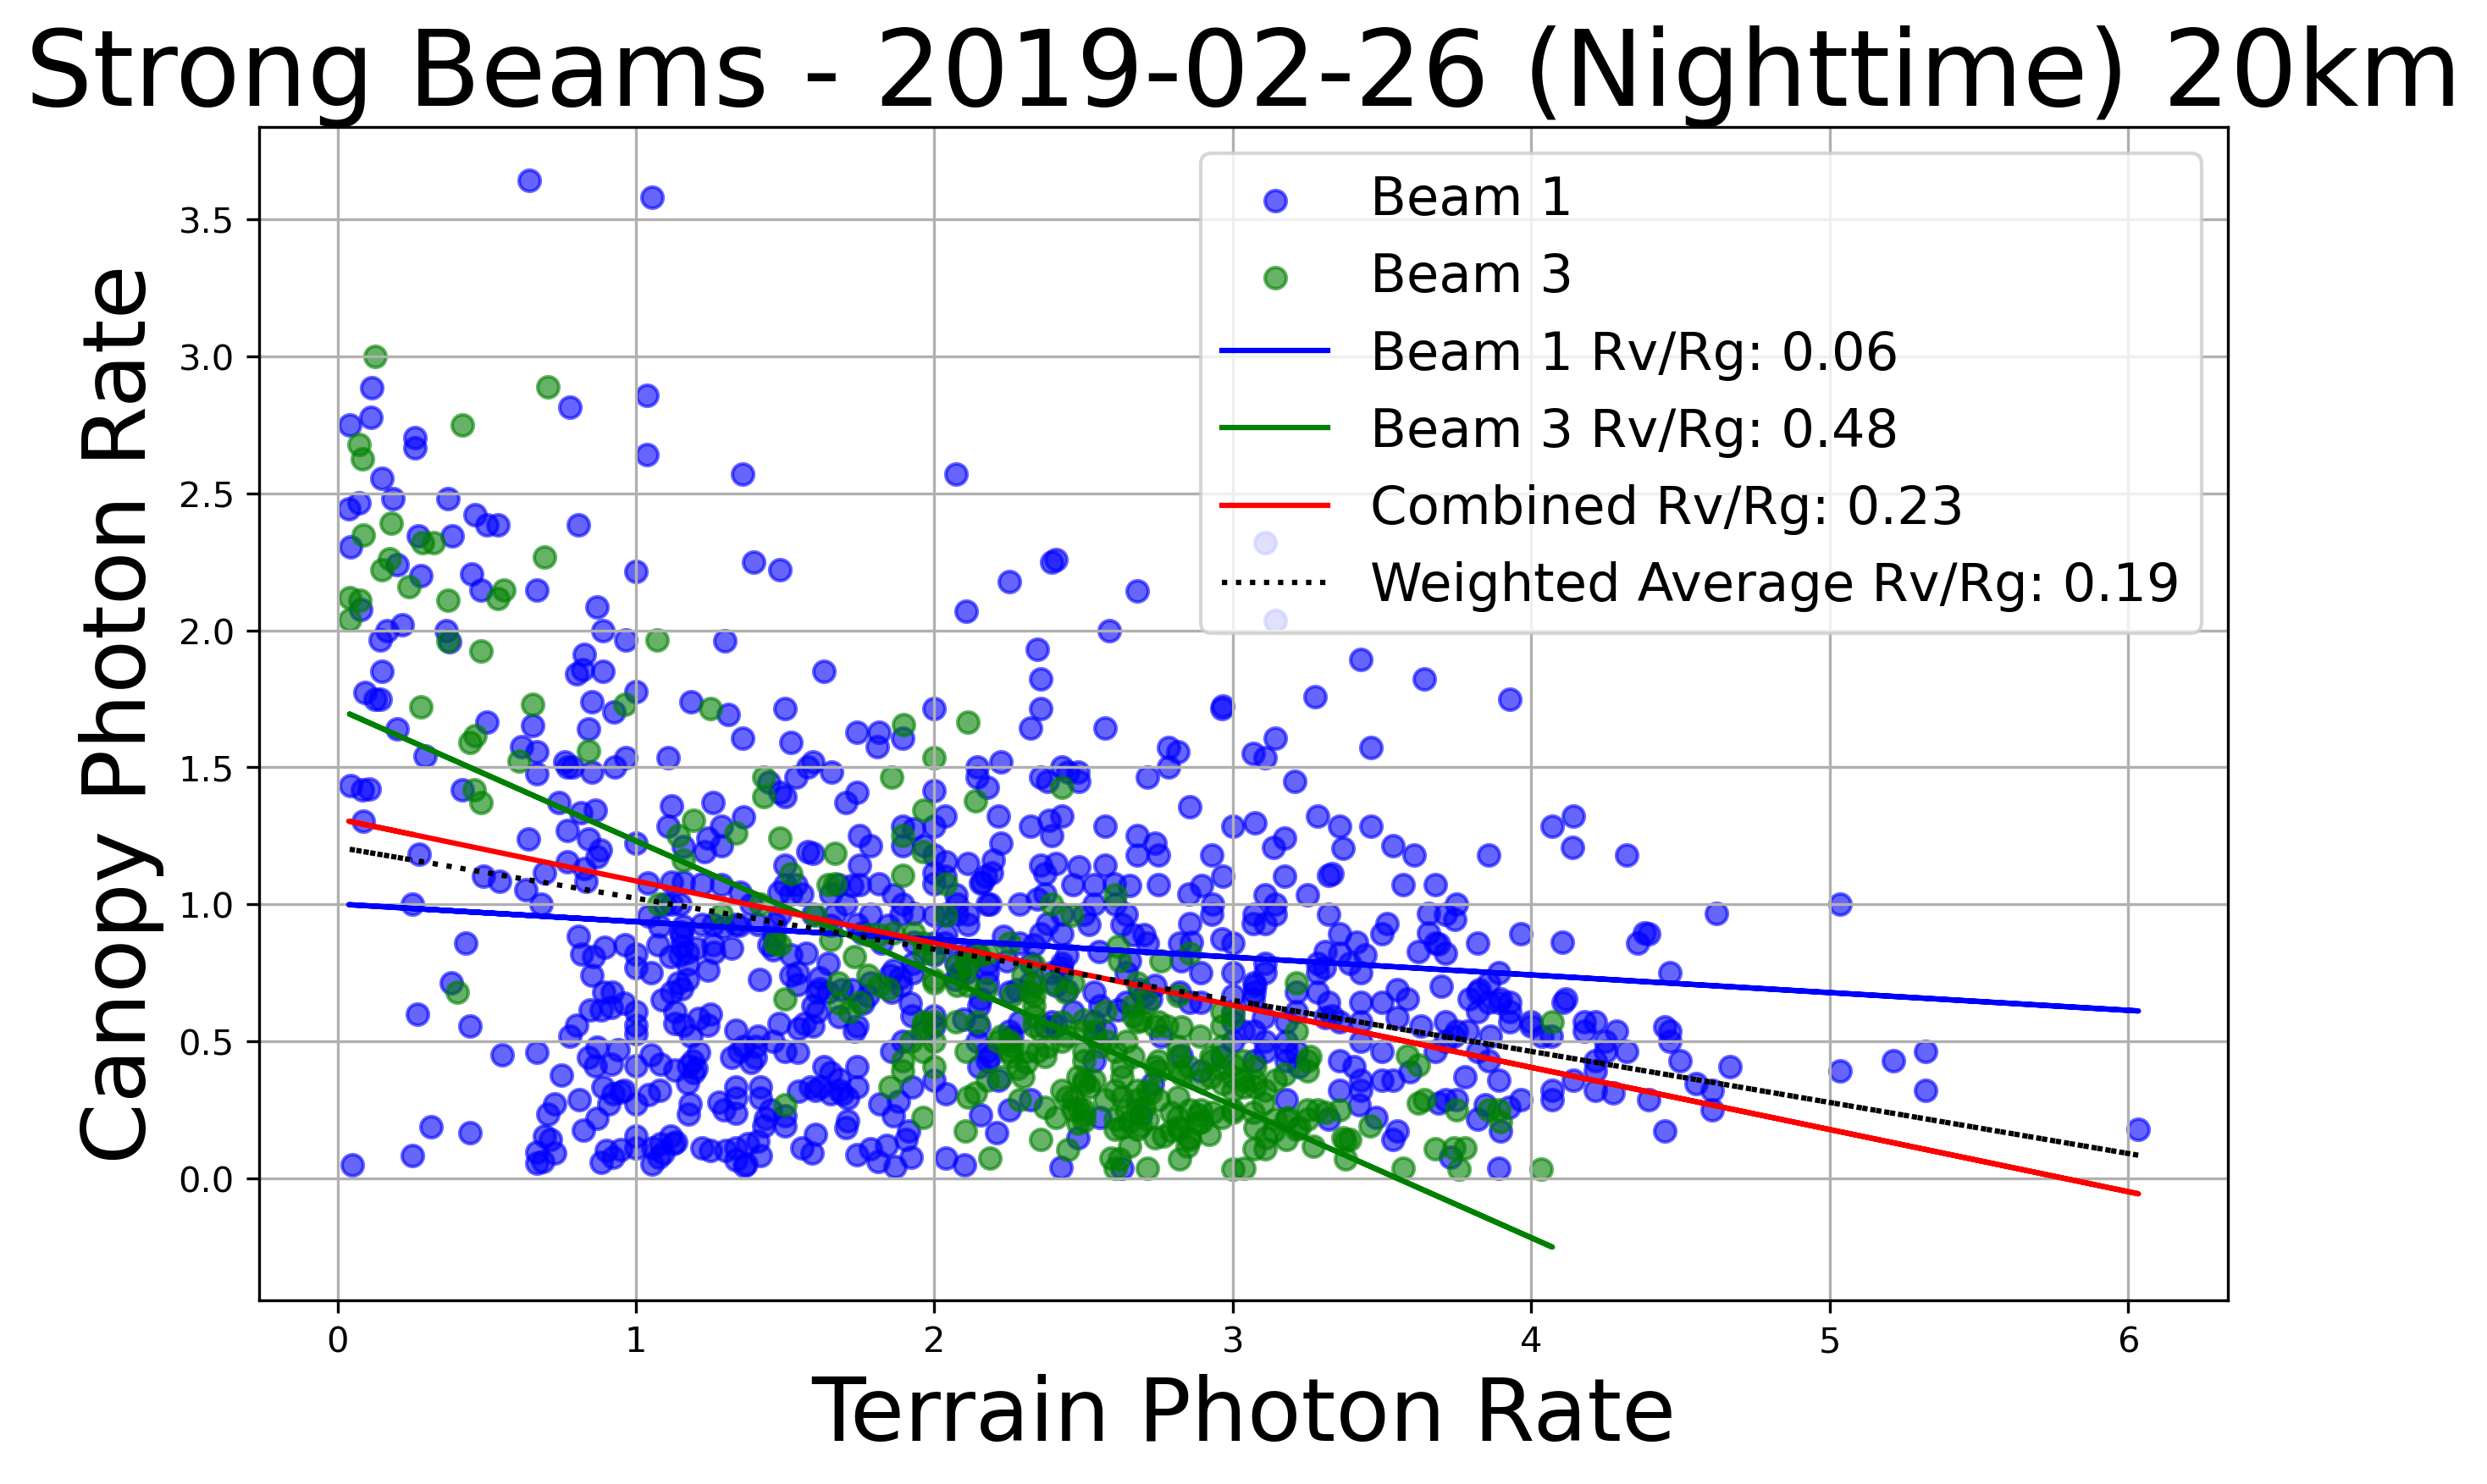 Strong Beams - 2019-02-26 (Nighttime) 20km
Canopy Photon Rate
3.5
3.0
2.5
2.0
1.5
1.0
0.5
0.0
Beam 1
Beam 3
Beam 1 Rv/Rg: 0.06
Beam 3 Rv/Rg: 0.48
Combined Rv/Rg: 0.23
Weighted Average Rv/Rg: 0.19
0 1 2 3 4 5 6
Terrain Photon Rate